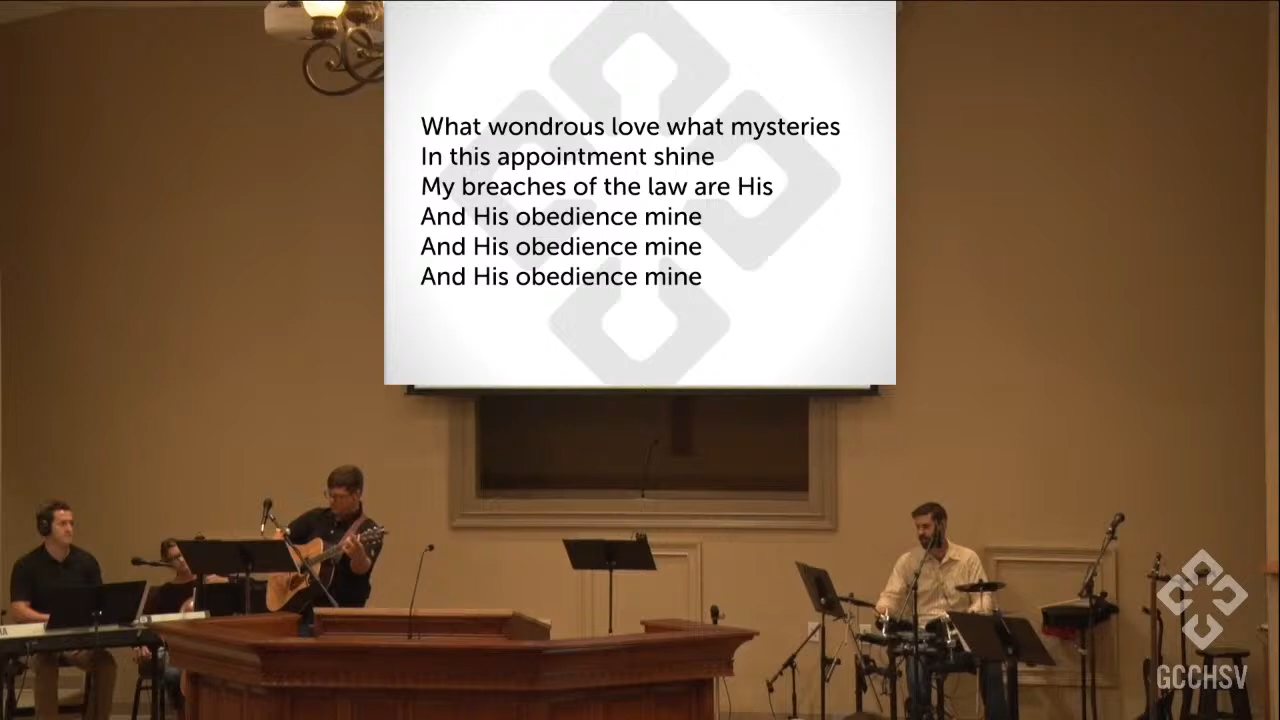 What wondrous love what mysteries
In this appointment shine
My breaches of the law are His
And His obedience mine
And His obedience mine
And His obedience mine
GCCHSV